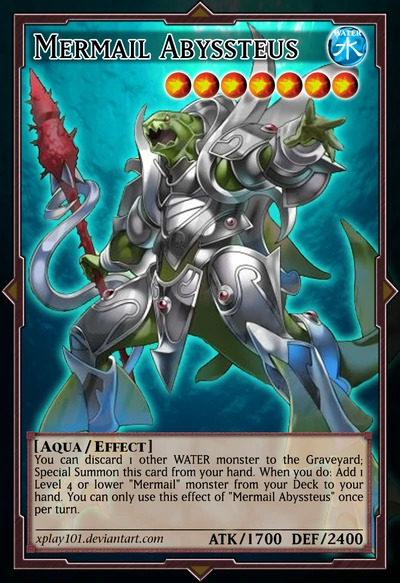 Mermail Abyssteus
WATER
水
[Aqua/Effect]
You can discard 1 other WATER monster to the Graveyard;
Special Summon this card from your hand. When you do: Add 1
Level 4 or lower "Mermail" monster from your Deck to your
hand. You can only use this effect of "Mermail Abyssteus" once
per turn.
xplay101.deviantart.com ATK/1700 DEF/2400